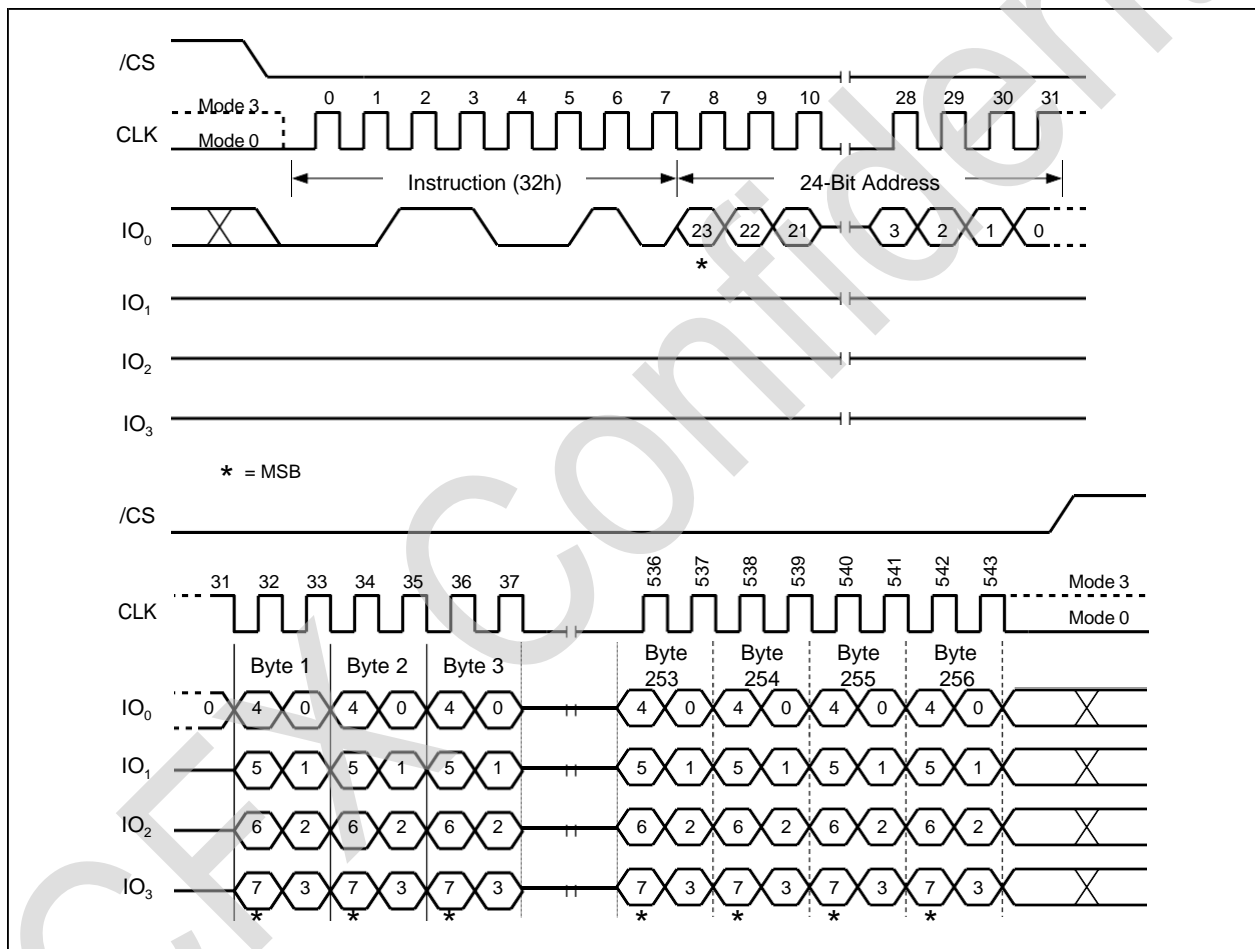 /CS
0 1 2 3 4 5 6 7 8 9 10 28 29 30 31
Mode 3
CLK
Mode 0
Instruction (32h) 24-Bit Address
IO0 23 22 21 3 2 1 0
*
IO1
IO2
IO3
* = MSB
/CS
31 32 33 34 35 36 37 536 537 538 539 540 541 542 543
Mode 3
CLK
Mode 0
Byte 1 Byte 2 Byte 3 Byte 253 Byte 254 Byte 255 Byte 256
IO0 0 4 0 4 0 4 0 4 0 4 0 4 0 4 0
IO1 5 1 5 1 5 1 5 1 5 1 5 1 5 1
IO2 6 2 6 2 6 2 6 2 6 2 6 2 6 2
IO3 7 3 7 3 7 3 7 3 7 3 7 3 7 3
* * * * * * *